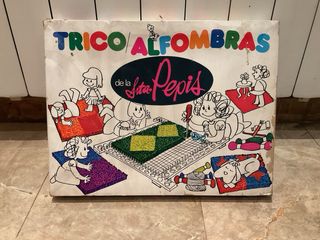 TRICO/ALFOMBRAS
de la Srta. Pepis